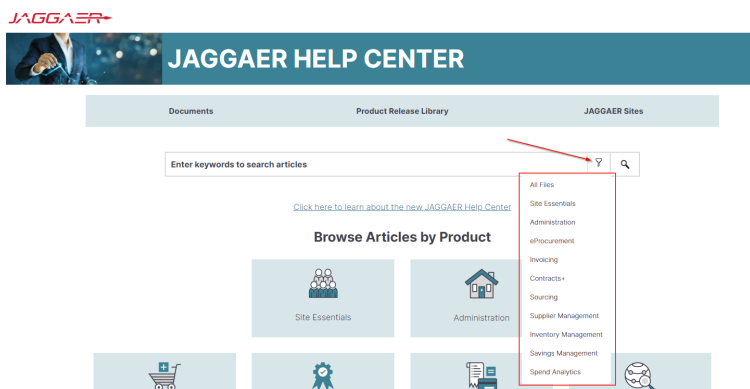 JAGGAER
JAGGAER HELP CENTER
Documents
Product Release Library
JAGGAER Sites
Enter keywords to search articles
Click here to learn about the new JAGGAER Help Center
Browse Articles by Product
All Files
Site Essentials
Administration
eProcurement
Invoicing
Contracts+
Sourcing
Supplier Management
Inventory Management
Savings Management
Spend Analytics
Site Essentials
Administration